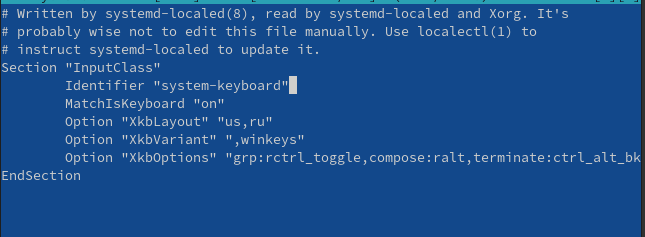 # Written by systemd-localed(8), read by systemd-localed and Xorg. It's
# probably wise not to edit this file manually. Use localectl(1) to
# instruct systemd-localed to update it.
Section "InputClass"
        Identifier "system-keyboard"
        MatchIsKeyboard "on"
        Option "XkbLayout" "us,ru"
        Option "XkbVariant" ",winkeys"
        Option "XkbOptions" "grp:rctrl_toggle,compose:ralt,terminate:ctrl_alt_bk
EndSection